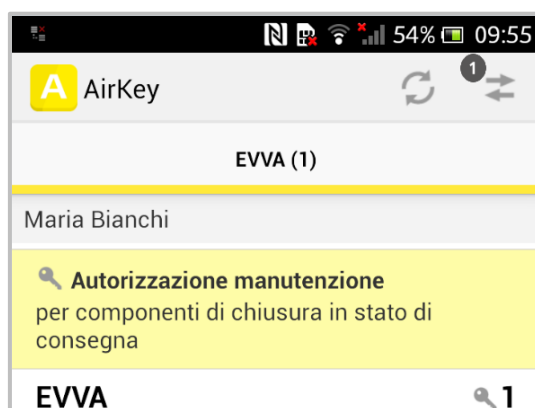 54% 09:55
A AirKey 1
EVVA (1)
Maria Bianchi
Autorizzazione manutenzione
per componenti di chiusura in stato di
consegna
EVVA 1